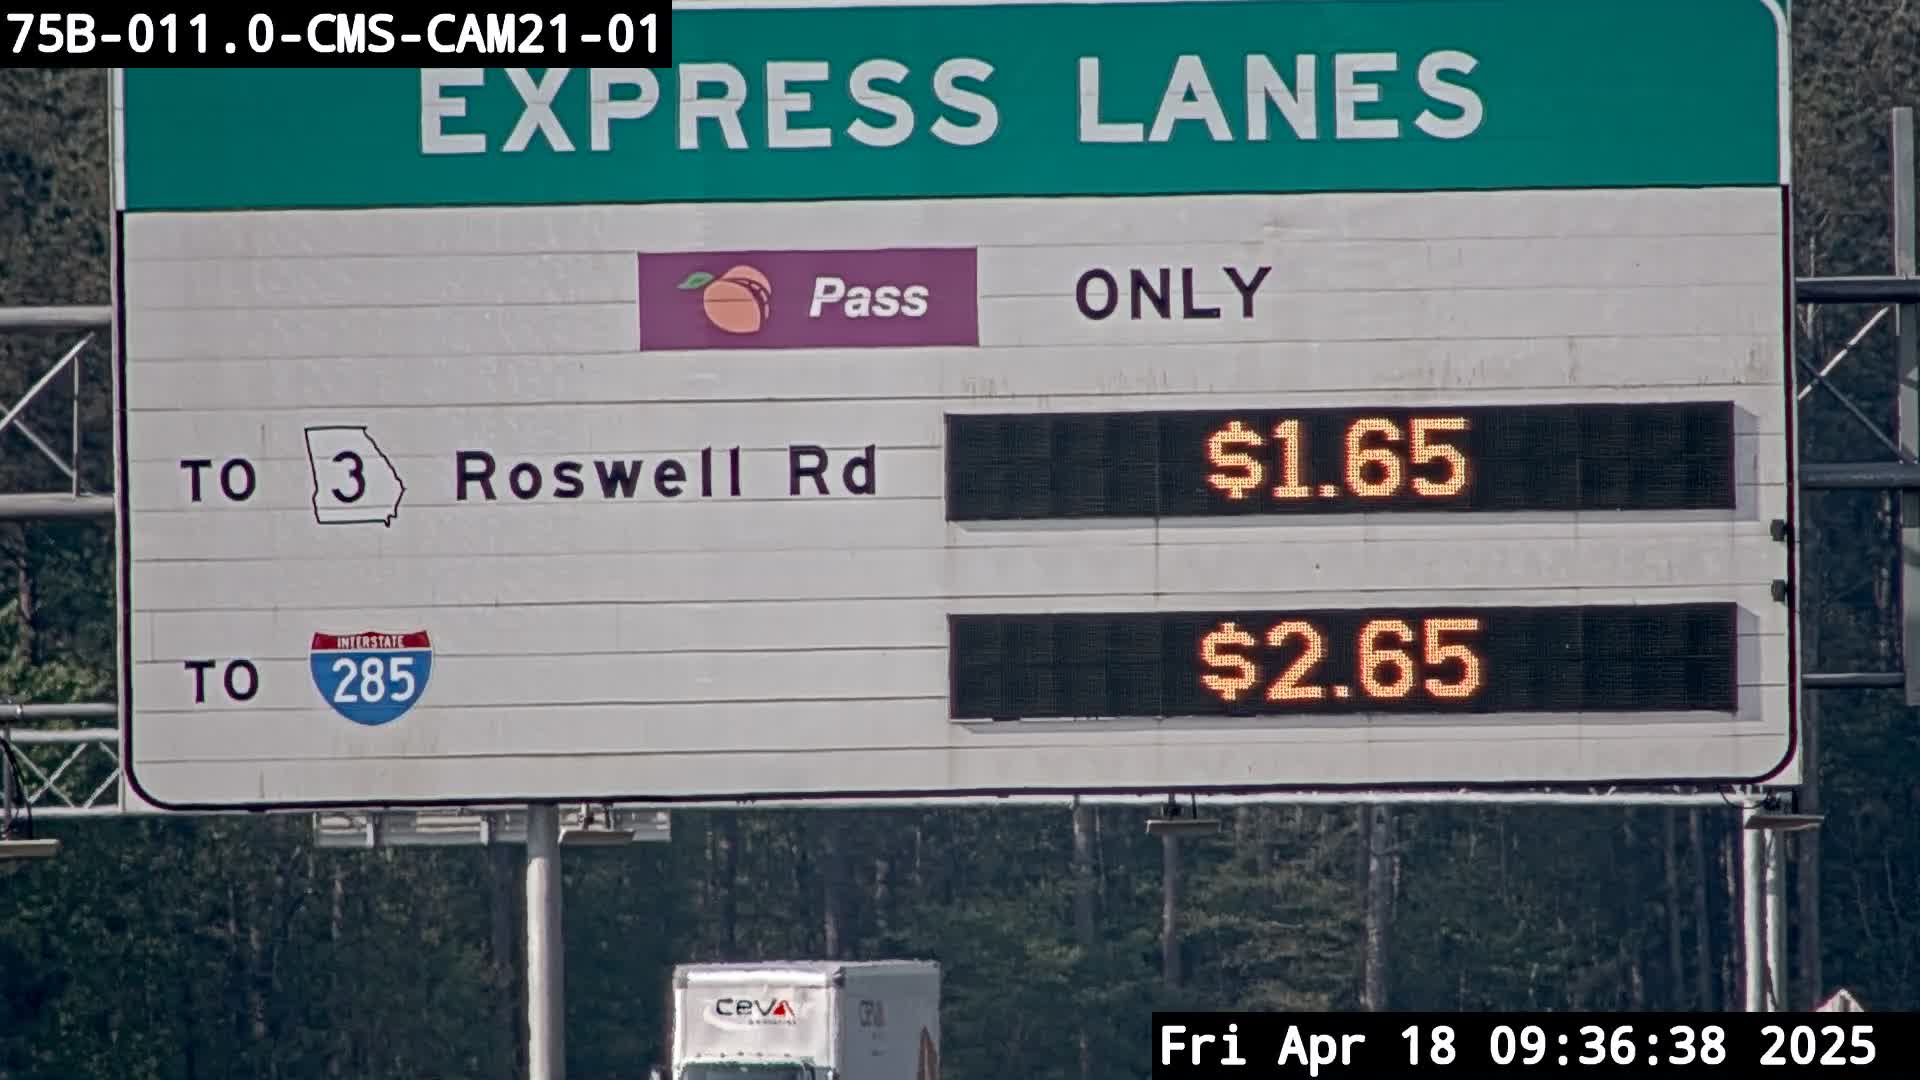 75B-011.0-CMS-CAM21-01
EXPRESS LANES
Pass ONLY
TO 3 Roswell Rd $1.65
INTERSTATE
TO 285 $2.65
CEVA
CEVA
Fri Apr 18 09:36:38 2025